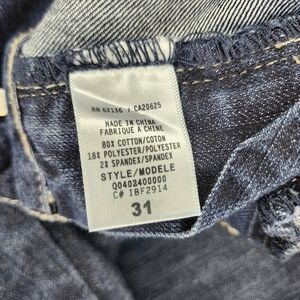 RN 62136 / CA20625
MADE IN CHINA
FABRIQUE A CHINE
80% COTTON/COTON
18% POLYESTER/POLYESTER
2% SPANDEX/SPANDEX
STYLE/MODELE
Q0402400000
C# IBF2914
31